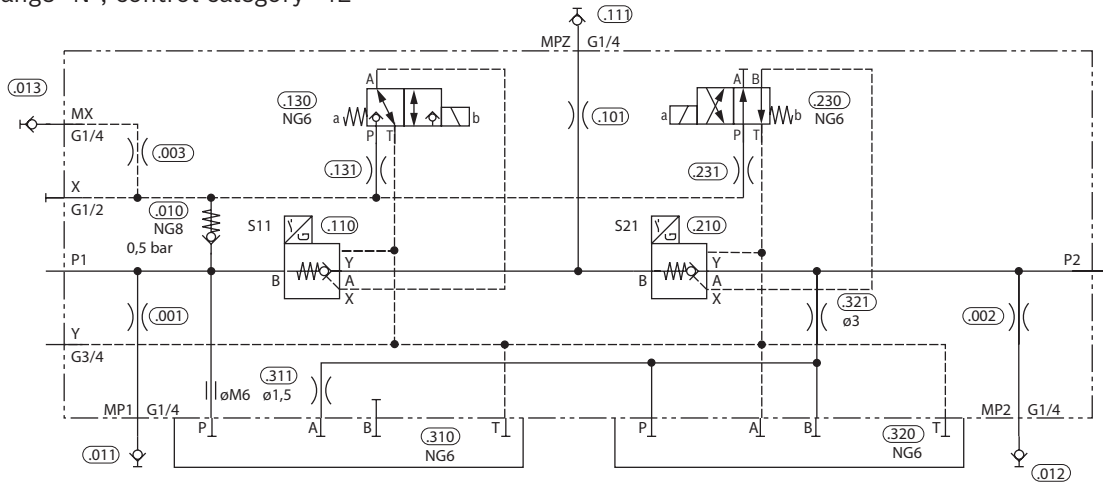 ange "N", control category "42"
.111
MPZ G1/4
.013
MX
G1/4
.003
X
G1/2
.010
NG8
0,5 bar
P1
.001
Y
G3/4
MP1 G1/4
.011
A
.130
NG6
a
b
P T
.131
S11
.110
B
Y
A
X
.101
A B
.230
NG6
a
b
P T
.231
S21
.210
B
Y
A
X
P2
.321
ø3
.002
øM6
.311
ø1,5
P
A
B
.310
NG6
T
P
A
B
.320
NG6
T
MP2 G1/4
.012